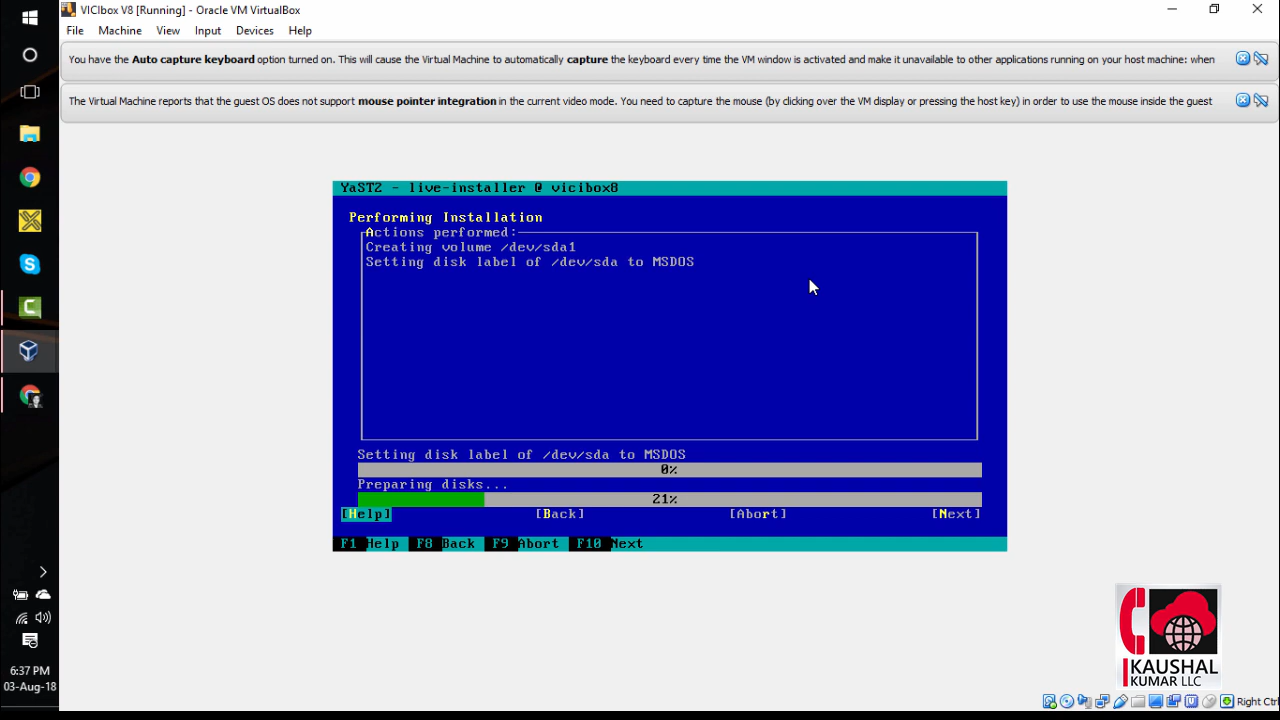 VICIbox V8 [Running] - Oracle VM VirtualBox
File Machine View Input Devices Help
You have the Auto capture keyboard option turned on. This will cause the Virtual Machine to automatically capture the keyboard every time the VM window is activated and make it unavailable to other applications running on your host machine: when
The Virtual Machine reports that the guest OS does not support mouse pointer integration in the current video mode. You need to capture the mouse (by clicking over the VM display or pressing the host key) in order to use the mouse inside the guest
YaST2 - live-installer @ vicibox8
Performing Installation
Actions performed:
Creating volume /dev/sda1
Setting disk label of /dev/sda to MSDOS
Setting disk label of /dev/sda to MSDOS
0%
Preparing disks...
21%
[Help] [Back] [Abort] [Next]
F1 Help F8 Back F9 Abort F10 Next
KAUSHAL
KUMAR LLC
6:37 PM
03-Aug-18
Right Ctrl